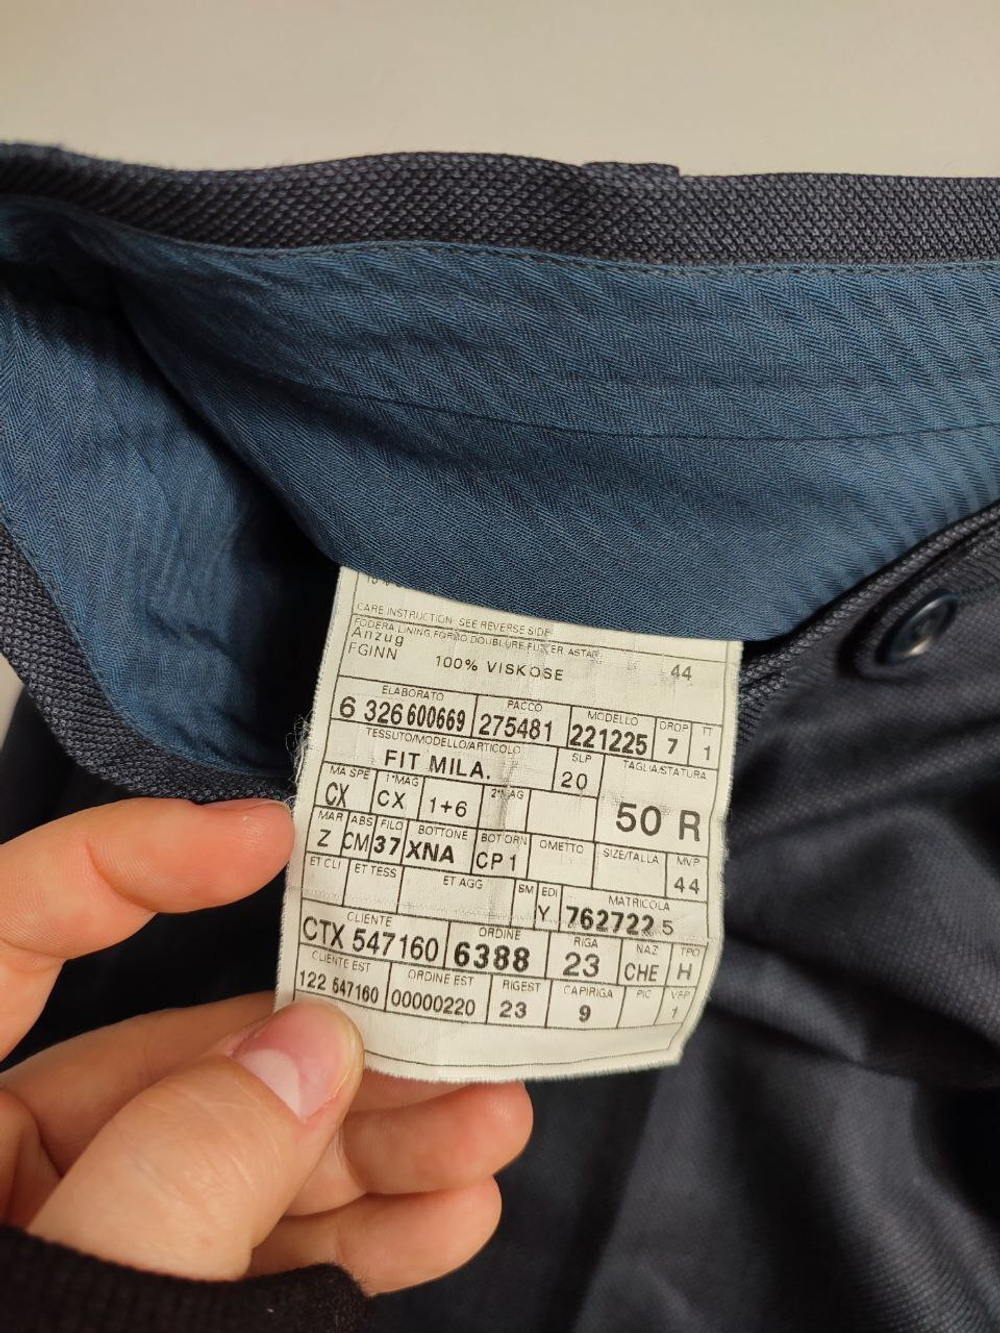 CARE INSTRUCTION SEE REVERSE SIDE
FODERA LINING FORRO DOUBLURE FUTTER ASTAR
Anzug
FGINN 100% VISKOSE 44
ELABORATO PACCO MODELLO DROP TT
6 326 600669 275481 221225 7 1
TESSUTO/MODELLO/ARTICOLO SLP TAGLIA/STATURA
FIT MILA. 20
MA SPE 1°MAG 50 R
CX CX 1+6
MAR ABS FILO BOTTONE BOT ORN OMETTO SIZE/TALLA MVP
Z CM 37 XNA CP 1 44
ET CLI ET TESS ET AGG SM EDI MATRICOLA
Y 762722 5
CLIENTE ORDINE RIGA NAZ TPO
CTX 547160 6388 23 CHE H
CLIENTE EST ORDINE EST RIGEST CAPIRIGA PIC
122 547160 00000220 23 9 1